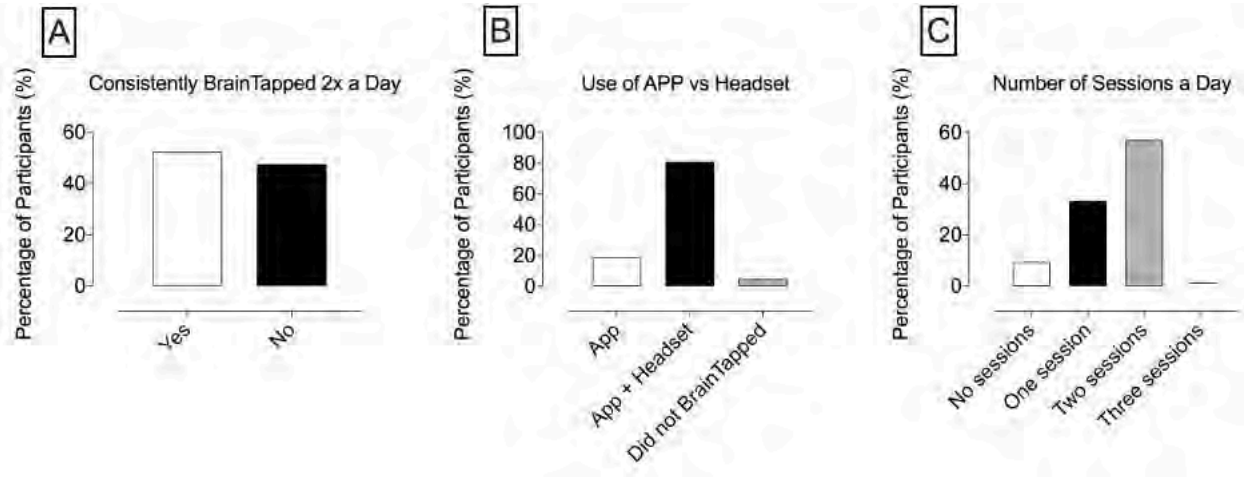 A
Consistently BrainTapped 2x a Day
Percentage of Participants (%)
60
40
20
0
Yes
No
B
Use of APP vs Headset
Percentage of Participants (%)
100
80
60
40
20
0
App
App + Headset
Did not BrainTapped
C
Number of Sessions a Day
Percentage of Participants (%)
60
40
20
0
No sessions
One session
Two sessions
Three sessions